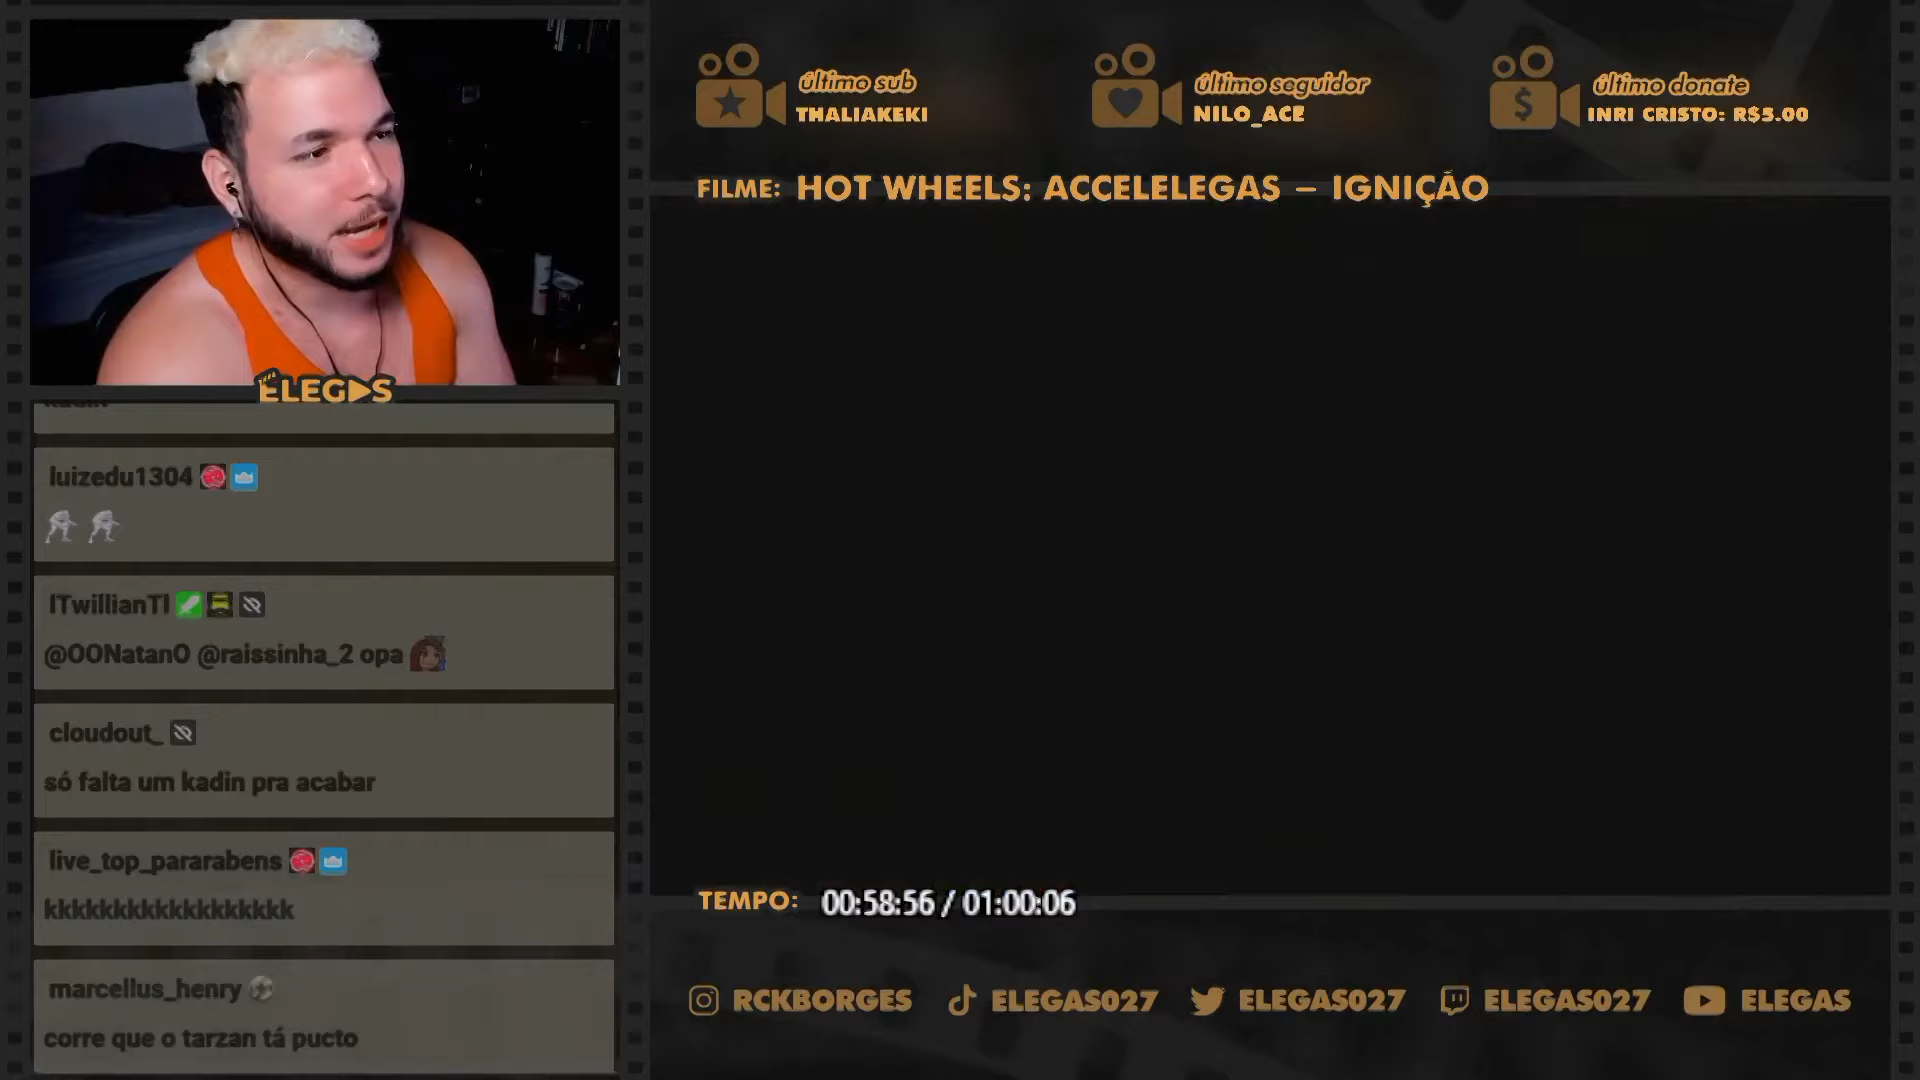 último sub
THALIAKEKI
último seguidor
NILO_ACE
último donate
INRI CRISTO: R$5.00
FILME: HOT WHEELS: ACCELELEGAS – IGNIÇÃO
ELEGAS
luizedu1304
lTwillianTl
@OONatanO @raissinha_2 opa
cloudout_
só falta um kadin pra acabar
live_top_pararabens
kkkkkkkkkkkkkkkkkk
marcellus_henry
corre que o tarzan tá pucto
TEMPO: 00:58:56 / 01:00:06
RCKBORGES
ELEGAS027
ELEGAS027
ELEGAS027
ELEGAS